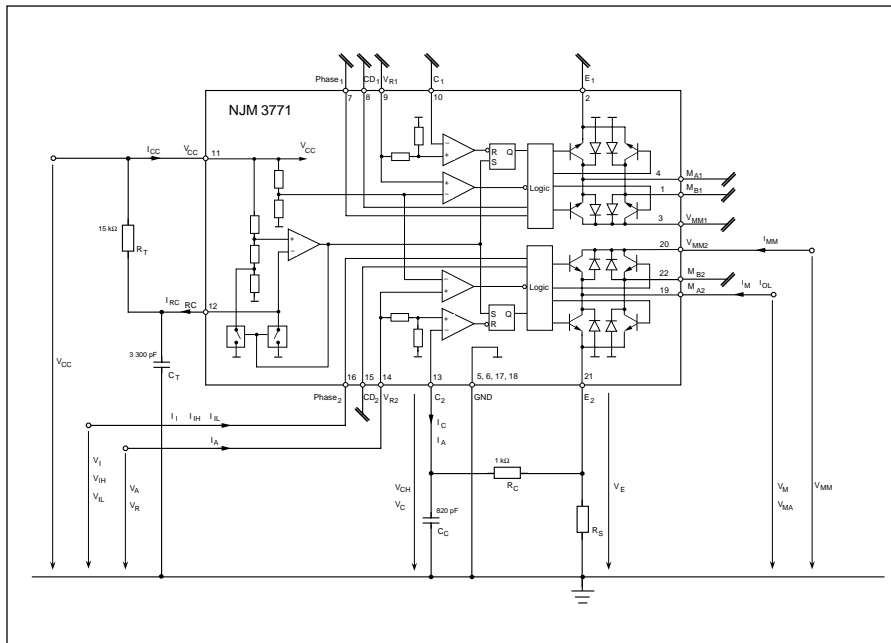 Phase1 CD1 VR1 C1 E1
7 8 9 10 2
NJM 3771
ICC VCC 11 VCC
R Q
S
Logic
4 MA1
1 MB1
3 VMM1
15 kΩ
RT
+ − + −
20 VMM2 IMM
22 MB2
19 MA2 IM IOL
Logic
S Q
R
IRC RC 12
VCC
3 300 pF
CT
16 15 14 13 5, 6, 17, 18 21
Phase2 CD2 VR2 C2 GND E2
II IIH IIL
IA
IC
IA
VI
VIH
VIL
VA
VR
VCH
VC
1 kΩ
RC
820 pF
CC
RS
VE
VM
VMA
VMM